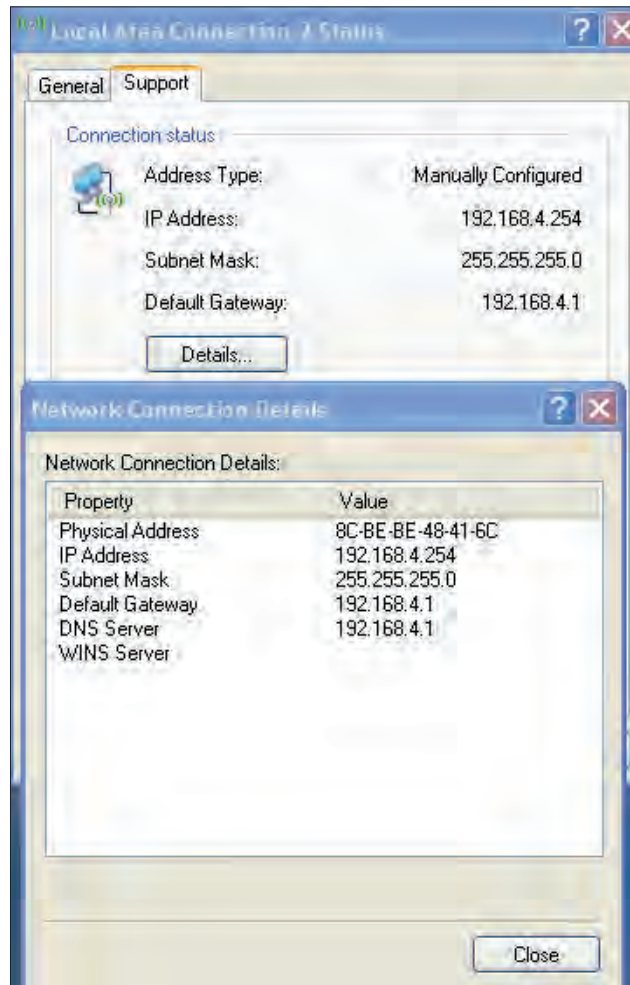 Local Area Connection 2 Status
General Support
Connection status
Address Type: Manually Configured
IP Address: 192.168.4.254
Subnet Mask: 255.255.255.0
Default Gateway: 192.168.4.1
Details...
Network Connection Details
Network Connection Details:
Property Value
Physical Address 8C-BE-BE-48-41-6C
IP Address 192.168.4.254
Subnet Mask 255.255.255.0
Default Gateway 192.168.4.1
DNS Server 192.168.4.1
WINS Server
Close